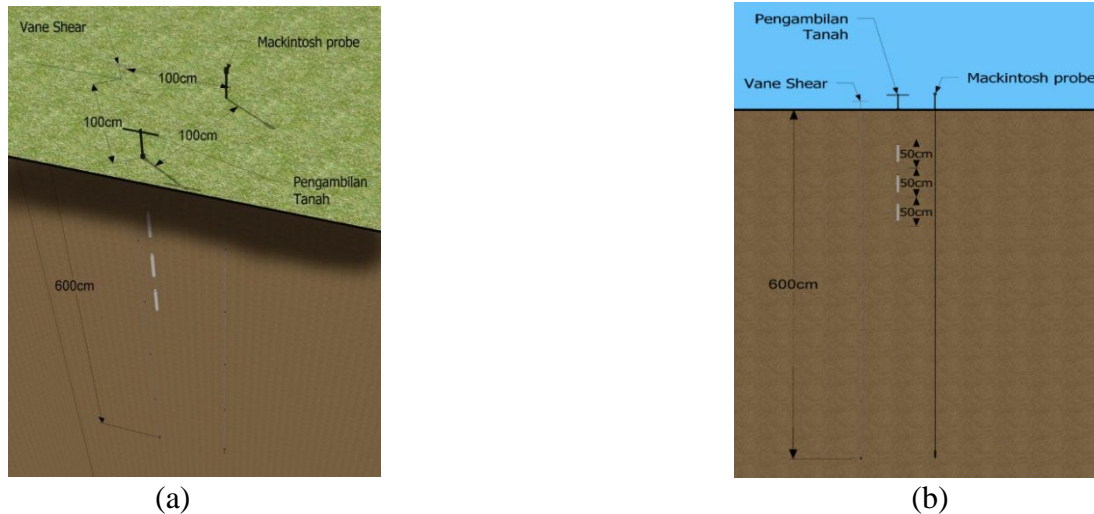 Vane Shear
Mackintosh probe
100cm
100cm
100cm
Pengambilan
Tanah
600cm
(a)
Pengambilan
Tanah
Vane Shear
Mackintosh probe
50cm
50cm
50cm
600cm
(b)